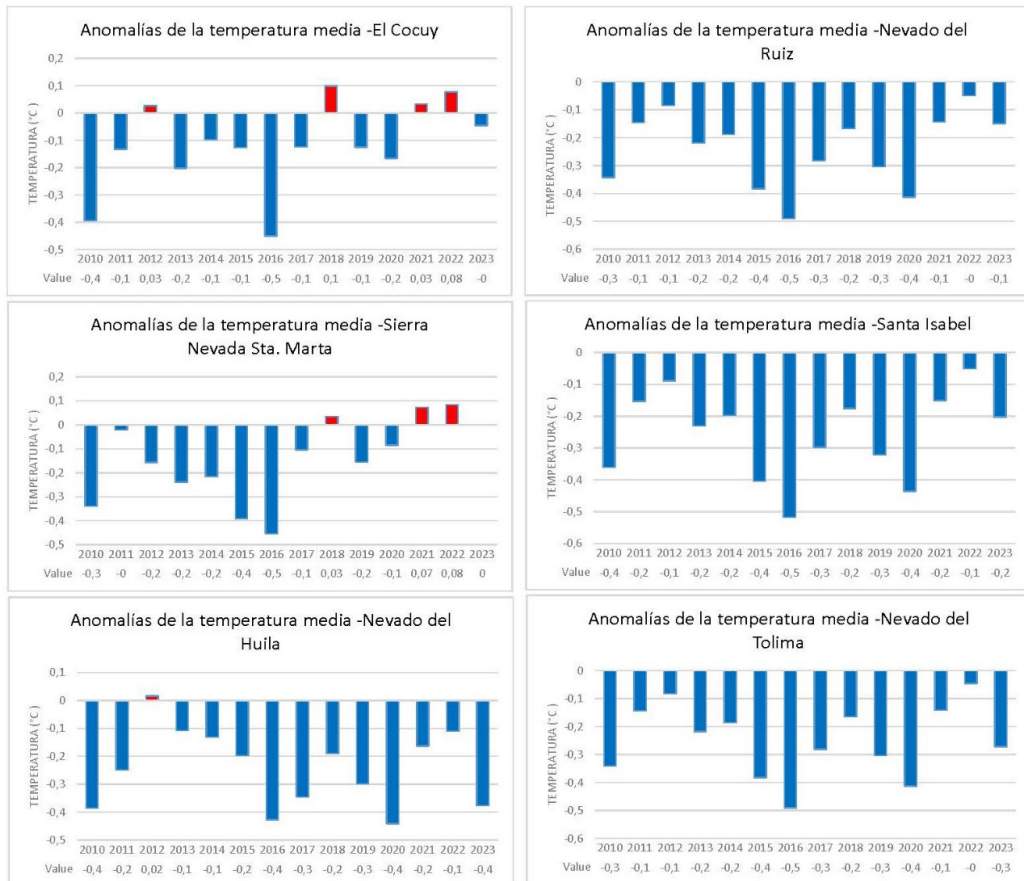 Anomalías de la temperatura media -El Cocuy
0,2
0,1
0
-0,1
-0,2
-0,3
-0,4
-0,5
TEMPERATURA (°C)
2010 2011 2012 2013 2014 2015 2016 2017 2018 2019 2020 2021 2022 2023
Value -0,4 -0,1 0,03 -0,2 -0,1 -0,1 -0,5 -0,1 0,1 -0,1 -0,2 0,03 0,08 -0
Anomalías de la temperatura media -Nevado del
Ruiz
0
-0,1
-0,2
-0,3
-0,4
-0,5
-0,6
TEMPERATURA (°C)
2010 2011 2012 2013 2014 2015 2016 2017 2018 2019 2020 2021 2022 2023
Value -0,3 -0,1 -0,1 -0,2 -0,2 -0,4 -0,5 -0,3 -0,2 -0,3 -0,4 -0,1 -0 -0,1
Anomalías de la temperatura media -Sierra
Nevada Sta. Marta
0,2
0,1
0
-0,1
-0,2
-0,3
-0,4
-0,5
TEMPERATURA (°C)
2010 2011 2012 2013 2014 2015 2016 2017 2018 2019 2020 2021 2022 2023
Value -0,3 -0 -0,2 -0,2 -0,2 -0,4 -0,5 -0,1 0,03 -0,2 -0,1 0,07 0,08 0
Anomalías de la temperatura media -Santa Isabel
0
-0,1
-0,2
-0,3
-0,4
-0,5
-0,6
TEMPERATURA (°C)
2010 2011 2012 2013 2014 2015 2016 2017 2018 2019 2020 2021 2022 2023
Value -0,4 -0,2 -0,1 -0,2 -0,2 -0,4 -0,5 -0,3 -0,2 -0,3 -0,4 -0,2 -0,1 -0,2
Anomalías de la temperatura media -Nevado del
Huila
0,1
0
-0,1
-0,2
-0,3
-0,4
-0,5
TEMPERATURA (°C)
2010 2011 2012 2013 2014 2015 2016 2017 2018 2019 2020 2021 2022 2023
Value -0,4 -0,2 0,02 -0,1 -0,1 -0,2 -0,4 -0,3 -0,2 -0,3 -0,4 -0,2 -0,1 -0,4
Anomalías de la temperatura media -Nevado del
Tolima
0
-0,1
-0,2
-0,3
-0,4
-0,5
-0,6
TEMPERATURA (°C)
2010 2011 2012 2013 2014 2015 2016 2017 2018 2019 2020 2021 2022 2023
Value -0,3 -0,1 -0,1 -0,2 -0,2 -0,4 -0,5 -0,3 -0,2 -0,3 -0,4 -0,1 -0 -0,3